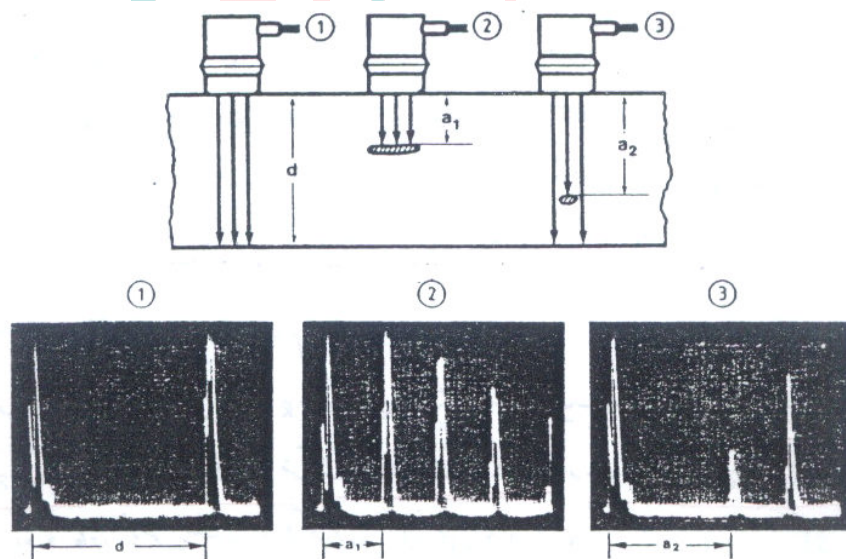 ① ② ③
a₁
a₂
d
① ② ③
d a₁ a₂